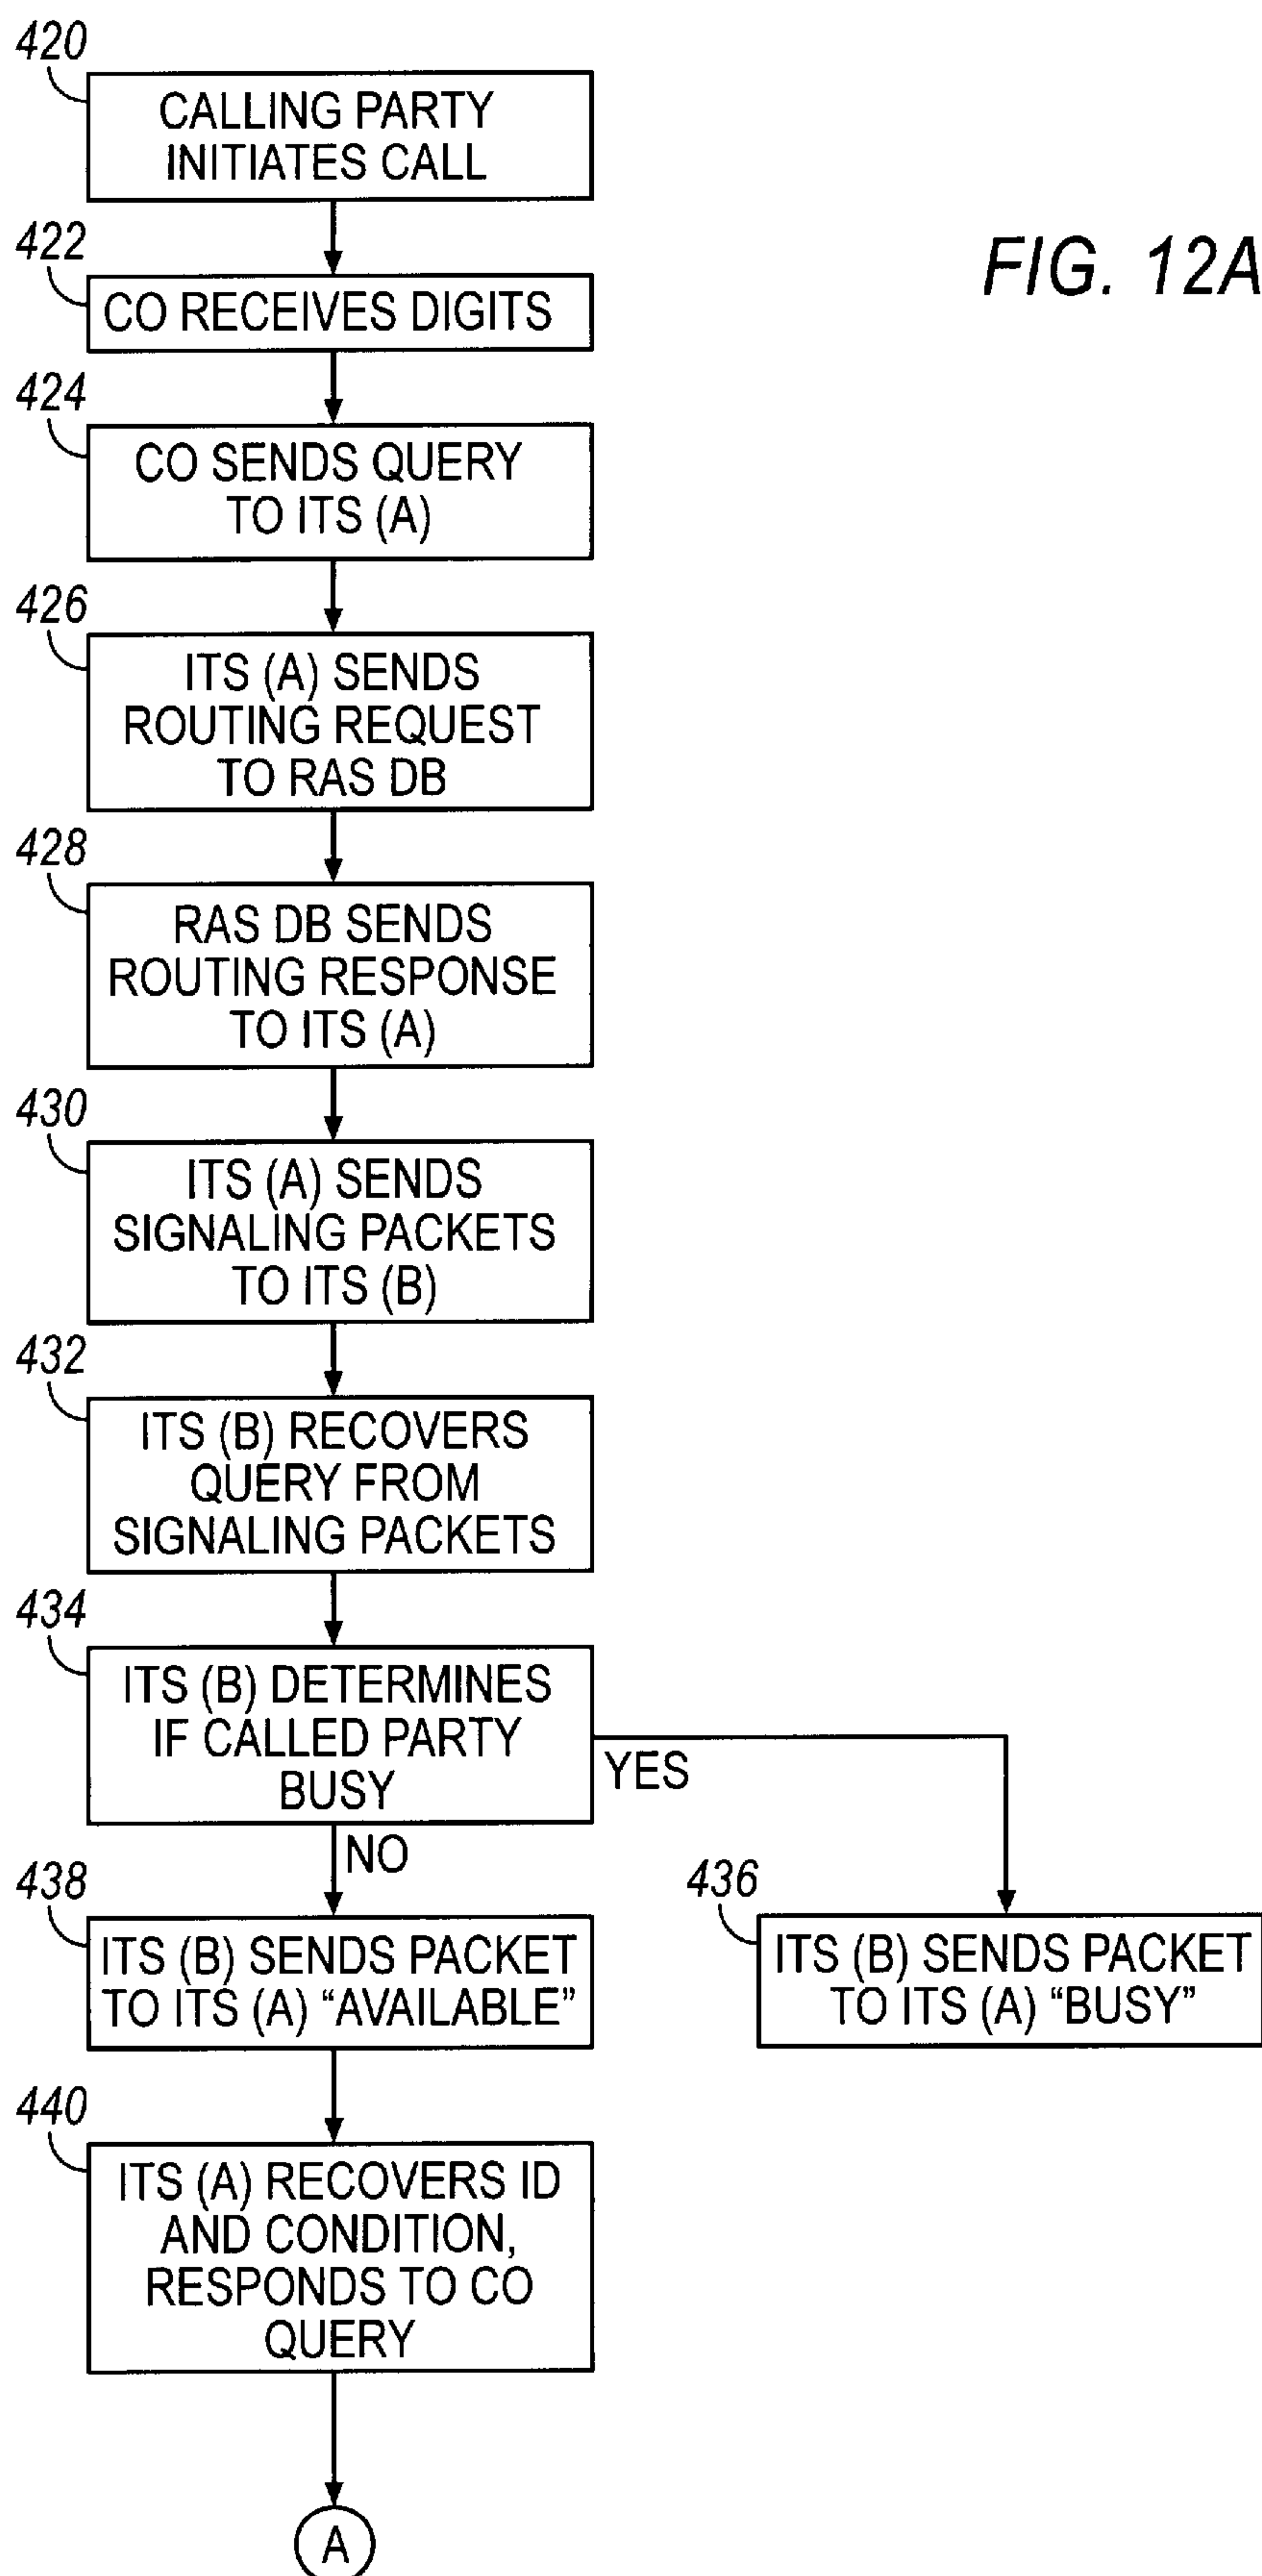 420
CALLING PARTY
INITIATES CALL
FIG. 12A
422
CO RECEIVES DIGITS
424
CO SENDS QUERY
TO ITS (A)
426
ITS (A) SENDS
ROUTING REQUEST
TO RAS DB
428
RAS DB SENDS
ROUTING RESPONSE
TO ITS (A)
430
ITS (A) SENDS
SIGNALING PACKETS
TO ITS (B)
432
ITS (B) RECOVERS
QUERY FROM
SIGNALING PACKETS
434
ITS (B) DETERMINES
IF CALLED PARTY
BUSY
YES
NO
438
ITS (B) SENDS PACKET
TO ITS (A) “AVAILABLE”
436
ITS (B) SENDS PACKET
TO ITS (A) “BUSY”
440
ITS (A) RECOVERS ID
AND CONDITION,
RESPONDS TO CO
QUERY
A